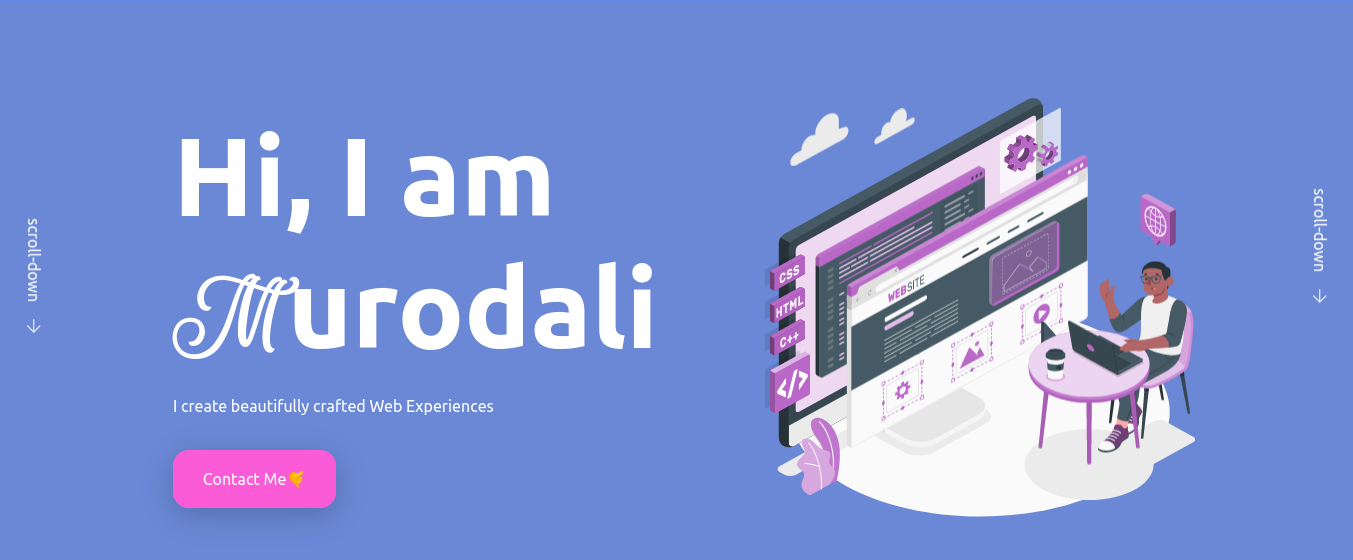 scroll-down
Hi, I am
Murodali
I create beautifully crafted Web Experiences
Contact Me
CSS
HTML
C++
</>
WEBSITE
scroll-down